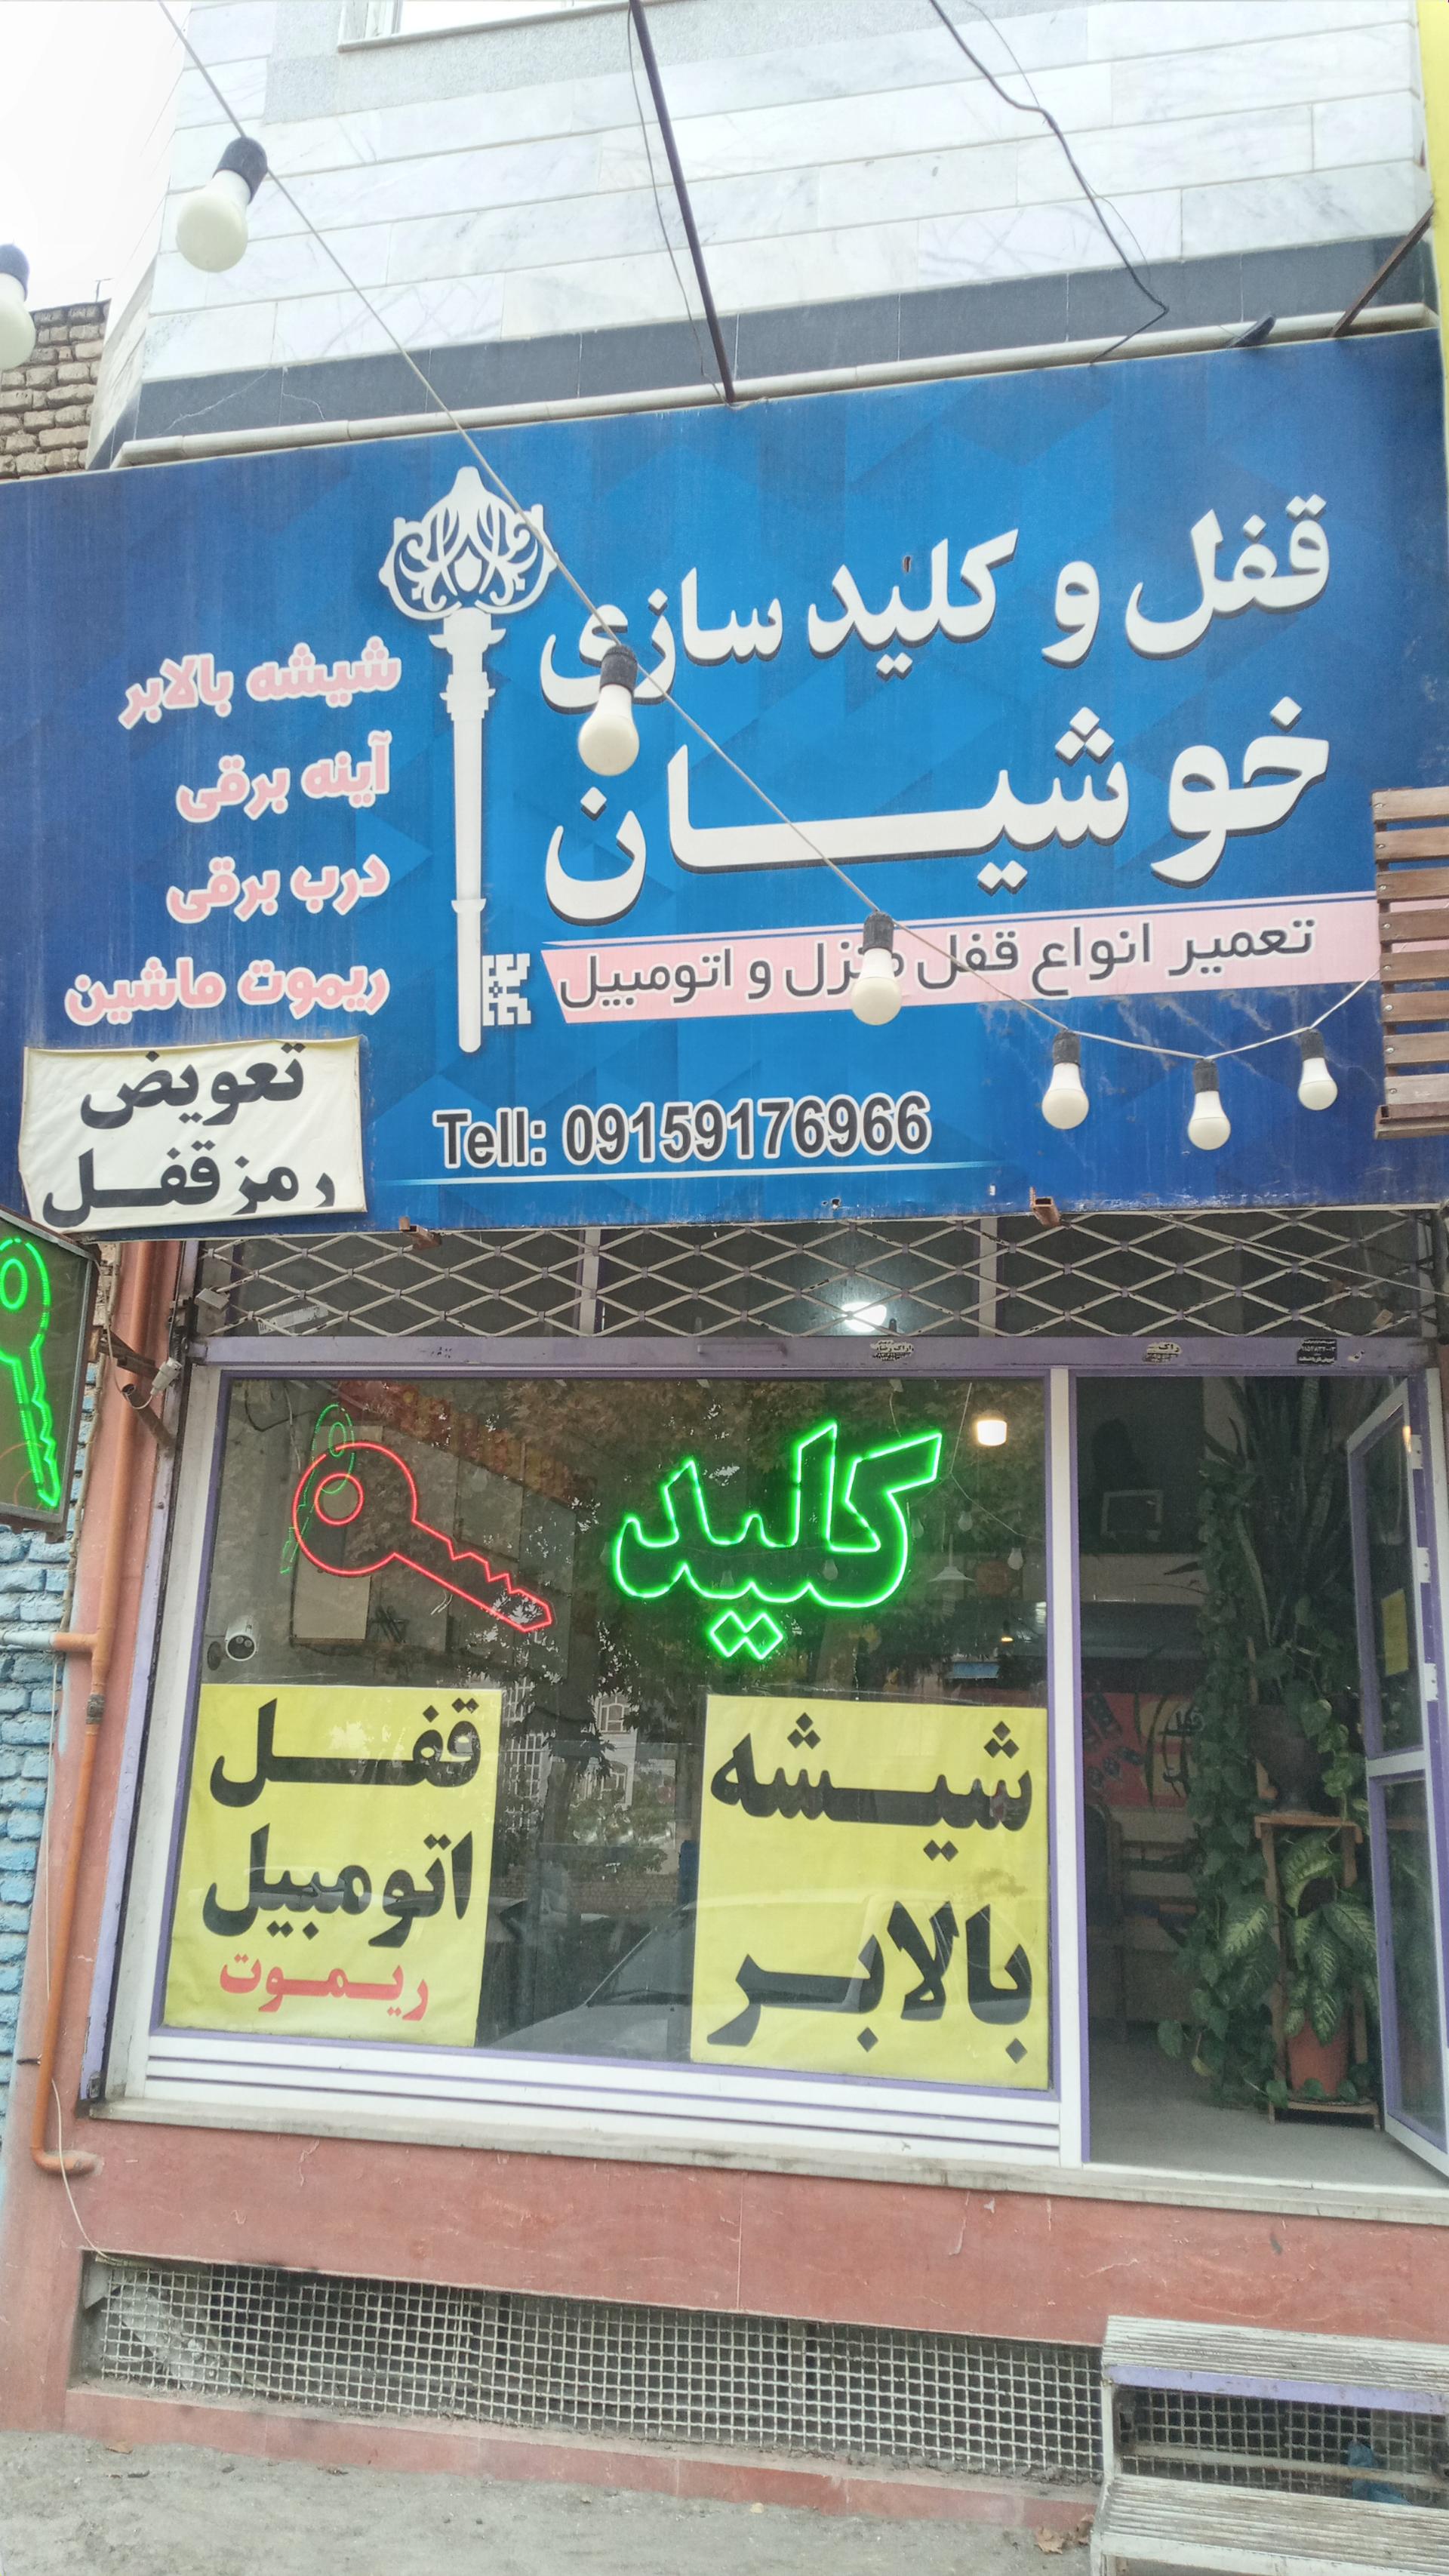 قفل و کلید سازی
خوشیان
تعمیر انواع قفل منزل و اتومبیل
شیشه بالابر
آینه برقی
درب برقی
ریموت ماشین
تعویض
رمز قفل
Tell: 09159176966
کلید
شیشه
بالابر
قفل
اتومبیل
ریموت